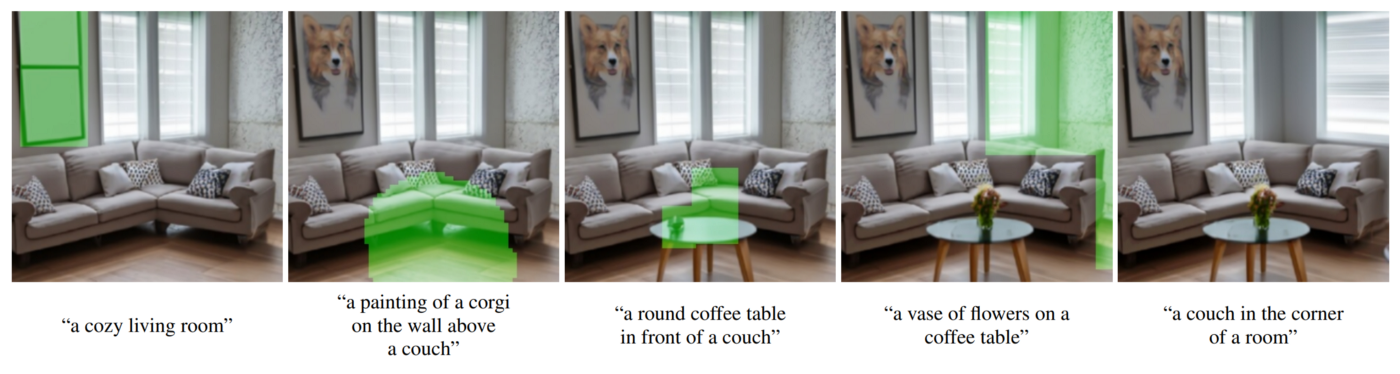 “a cozy living room”
“a painting of a corgi
on the wall above
a couch”
“a round coffee table
in front of a couch”
“a vase of flowers on a
coffee table”
“a couch in the corner
of a room”